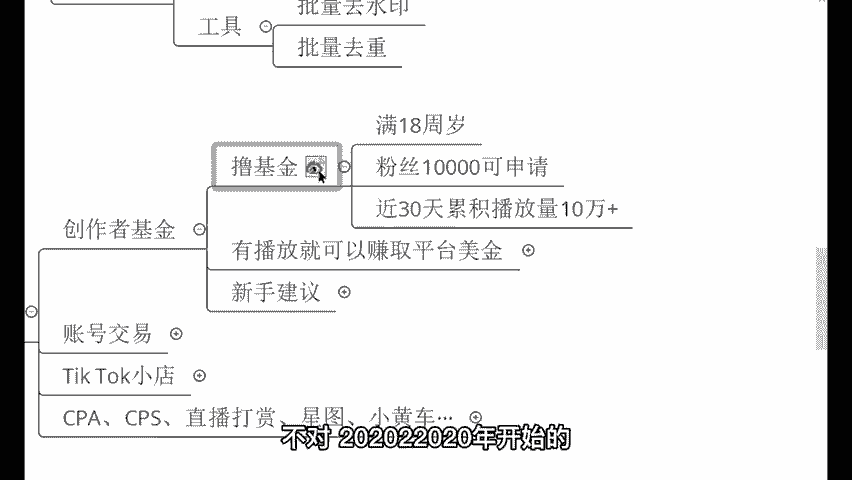 批量去水印
工具
批量去重
满18周岁
撸基金
粉丝10000可申请
近30天累积播放量10万+
创作者基金
有播放就可以赚取平台美金
新手建议
账号交易
Tik Tok小店
CPA、CPS、直播打赏、星图、小黄车…
不对 202022020年开始的